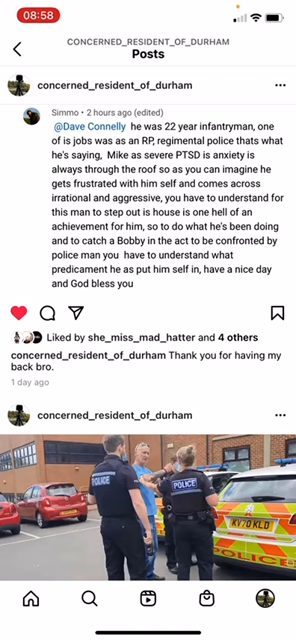 08:58
CONCERNED_RESIDENT_OF_DURHAM
Posts
concerned_resident_of_durham
Simmo • 2 hours ago (edited)
@Dave Connelly he was 22 year infantryman, one
of is jobs was as an RP, regimental police thats what
he's saying, Mike as severe PTSD is anxiety is
always through the roof so as you can imagine he
gets frustrated with him self and comes across
irrational and aggressive, you have to understand for
this man to step out is house is one hell of an
achievement for him, so to do what he's been doing
and to catch a Bobby in the act to be confronted by
police man you have to understand what
predicament he as put him self in, have a nice day
and God bless you
Liked by she_miss_mad_hatter and 4 others
concerned_resident_of_durham Thank you for having my
back bro.
1 day ago
concerned_resident_of_durham
POLICE
POLICE
KV70 KLD
POLICE